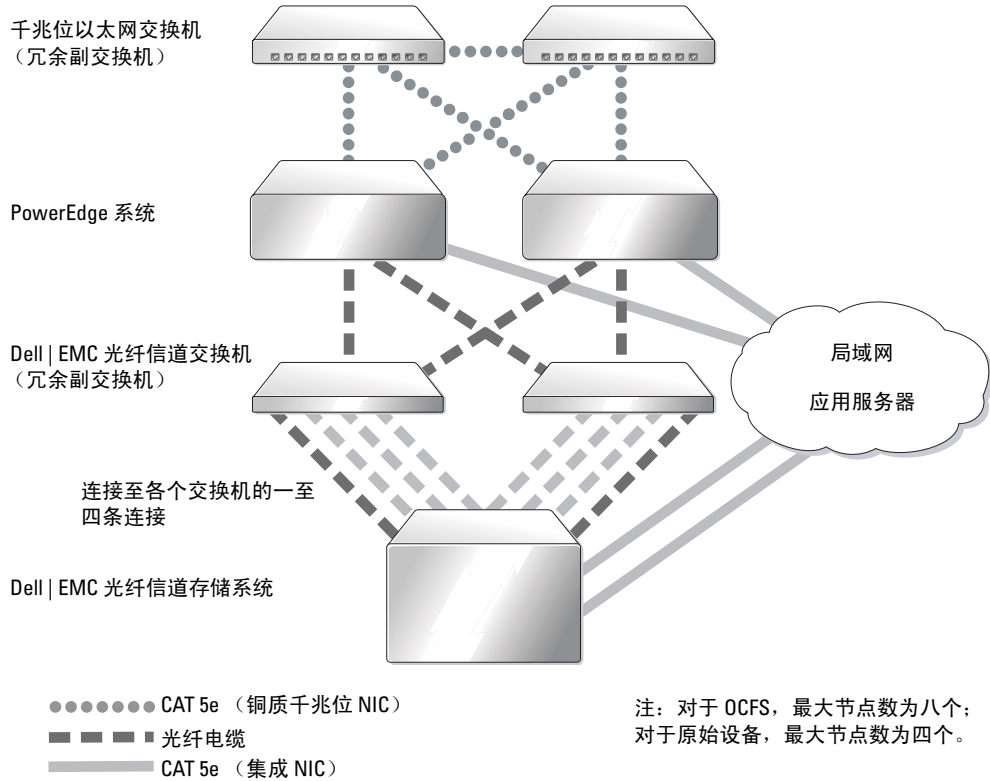 千兆位以太网交换机
（冗余副交换机）
PowerEdge 系统
Dell | EMC 光纤信道交换机
（冗余副交换机）
局域网
应用服务器
连接至各个交换机的一至
四条连接
Dell | EMC 光纤信道存储系统
CAT 5e （铜质千兆位 NIC）
光纤电缆
CAT 5e （集成 NIC）
注：对于 OCFS，最大节点数为八个；
对于原始设备，最大节点数为四个。